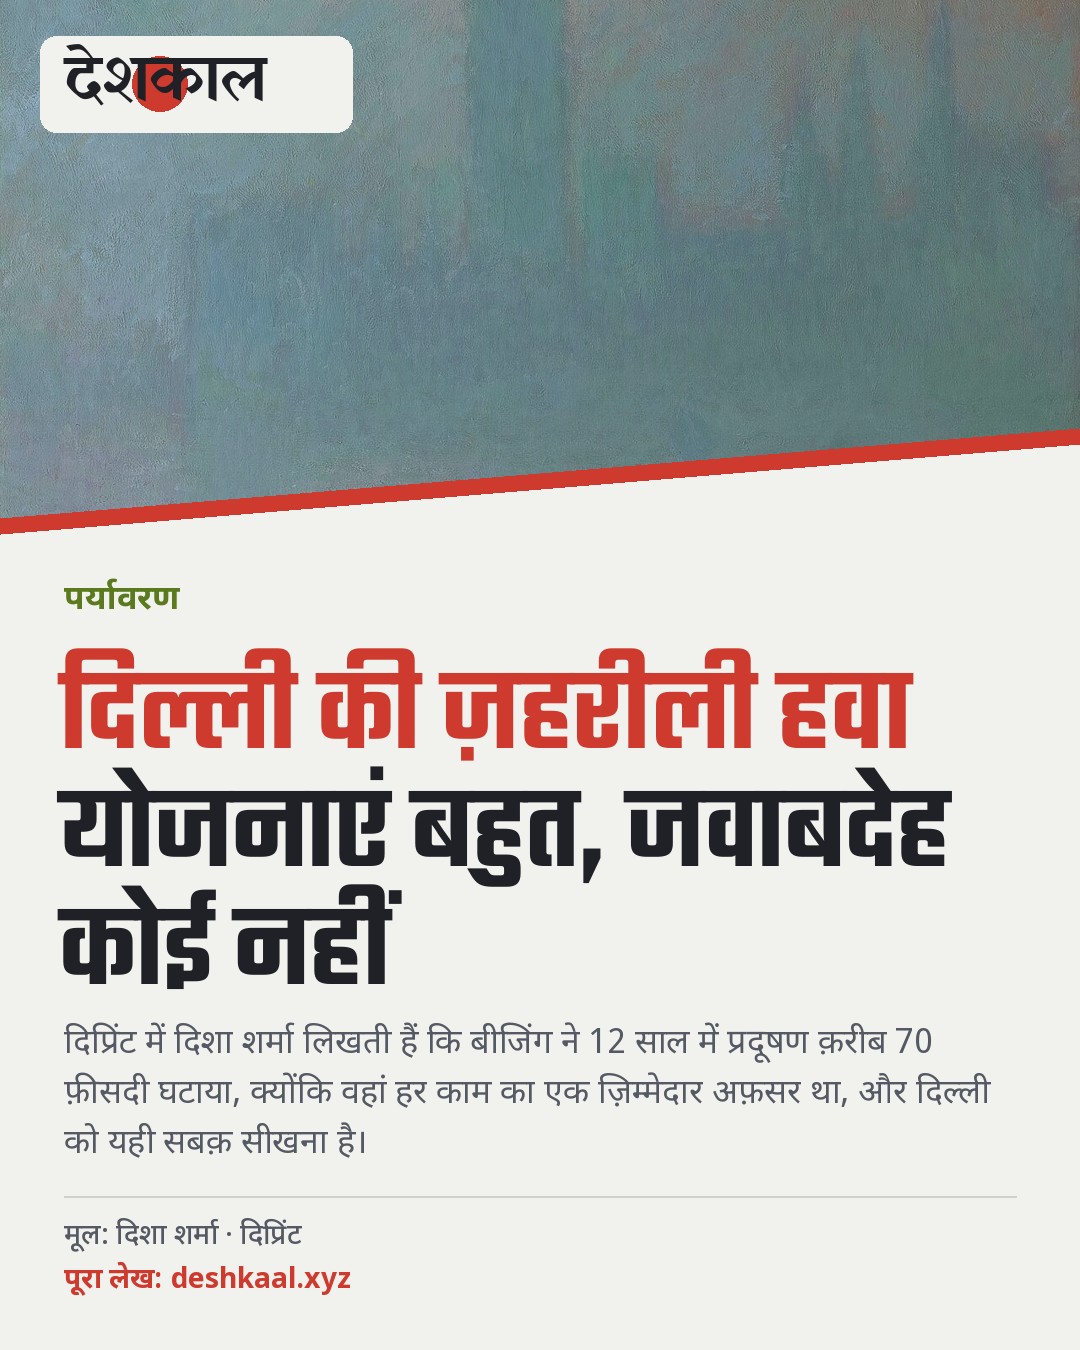 देशकाल
पर्यावरण
दिल्ली की ज़हरीली हवा
योजनाएं बहुत, जवाबदेह
कोई नहीं
दिप्रिंट में दिशा शर्मा लिखती हैं कि बीजिंग ने 12 साल में प्रदूषण क़रीब 70
फ़ीसदी घटाया, क्योंकि वहां हर काम का एक ज़िम्मेदार अफ़सर था, और दिल्ली
को यही सबक़ सीखना है।
मूल: दिशा शर्मा · दिप्रिंट
पूरा लेख: deshkaal.xyz